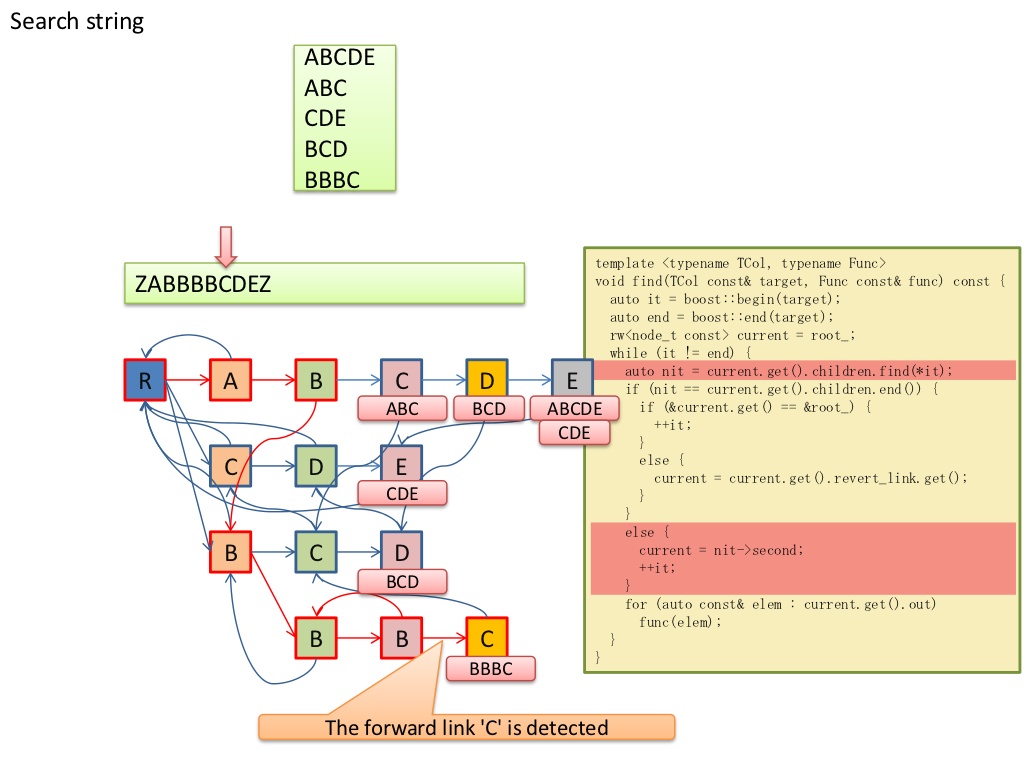 Search string
ABCDE
ABC
CDE
BCD
BBBC
ZABBBBCDEZ
R A B C D E
ABC BCD ABCDE
CDE
C D E
CDE
B C D
BCD
B B C
BBBC
The forward link 'C' is detected
template <typename TCol, typename Func>
void find(TCol const& target, Func const& func) const {
  auto it = boost::begin(target);
  auto end = boost::end(target);
  rw<node_t const> current = root_;
  while (it != end) {
    auto nit = current.get().children.find(*it);
    if (nit == current.get().children.end()) {
      if (&current.get() == &root_) {
        ++it;
      }
      else {
        current = current.get().revert_link.get();
      }
    }
    else {
      current = nit->second;
      ++it;
    }
    for (auto const& elem : current.get().out)
      func(elem);
  }
}